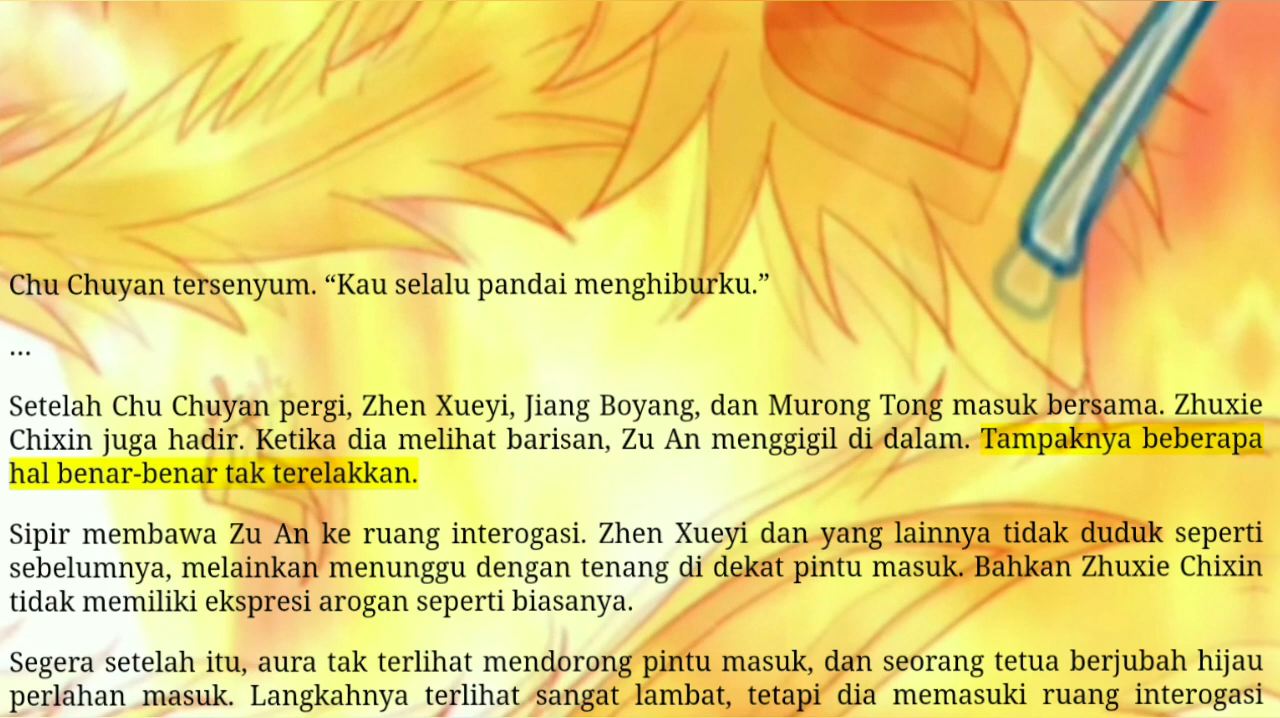 Chu Chuyan tersenyum. “Kau selalu pandai menghiburku.”
...
Setelah Chu Chuyan pergi, Zhen Xueyi, Jiang Boyang, dan Murong Tong masuk bersama. Zhuxie
Chixin juga hadir. Ketika dia melihat barisan, Zu An menggigil di dalam. Tampaknya beberapa
hal benar-benar tak terelakkan.
Sipir membawa Zu An ke ruang interogasi. Zhen Xueyi dan yang lainnya tidak duduk seperti
sebelumnya, melainkan menunggu dengan tenang di dekat pintu masuk. Bahkan Zhuxie Chixin
tidak memiliki ekspresi arogan seperti biasanya.
Segera setelah itu, aura tak terlihat mendorong pintu masuk, dan seorang tetua berjubah hijau
perlahan masuk. Langkahnya terlihat sangat lambat, tetapi dia memasuki ruang interogasi